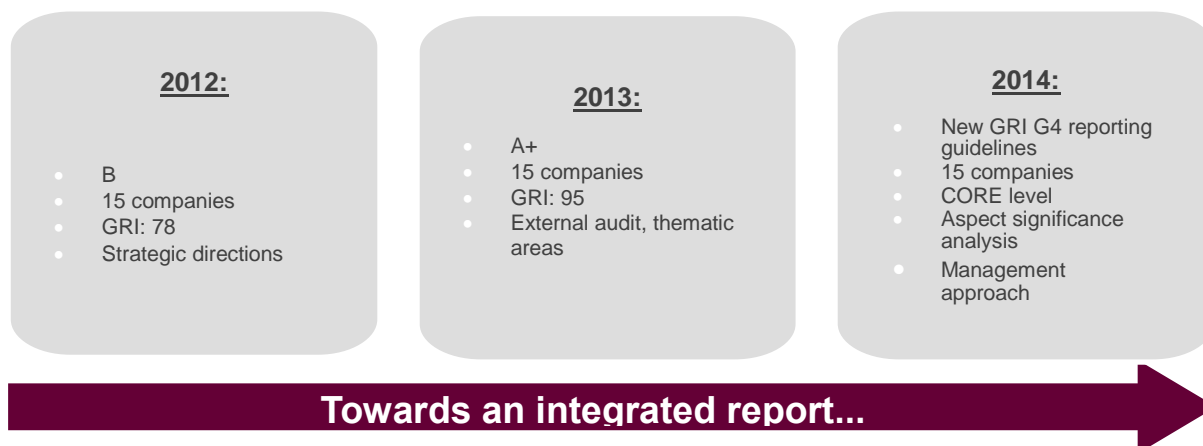 2012:
B
15 companies
GRI: 78
Strategic directions
2013:
A+
15 companies
GRI: 95
External audit, thematic
areas
2014:
New GRI G4 reporting
guidelines
15 companies
CORE level
Aspect significance
analysis
Management
approach
Towards an integrated report...